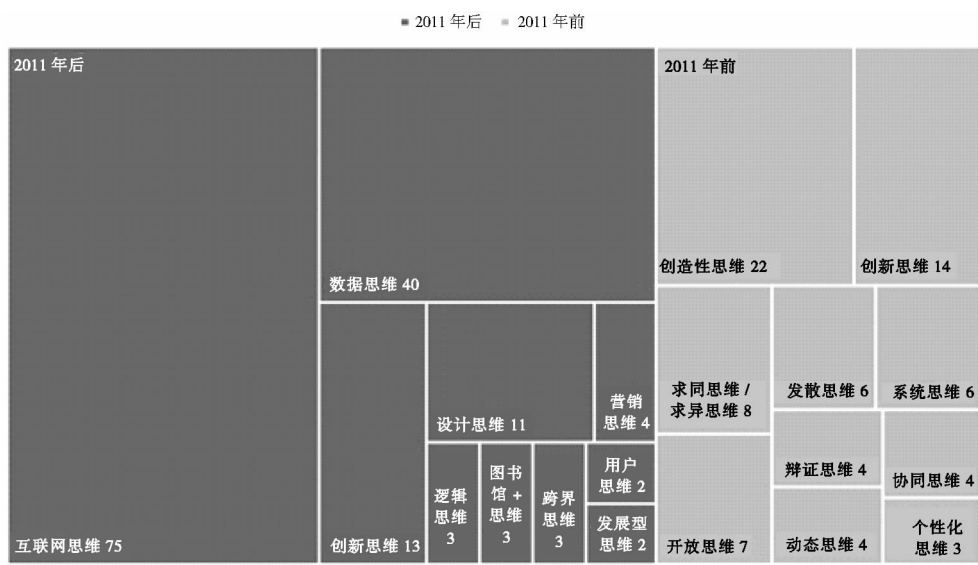 2011 年后 2011 年前
2011 年后
互联网思维 75
数据思维 40
创新思维 13
设计思维 11
营销
思维 4
逻辑
思维
3
图书
馆 +
思维
3
跨界
思维
3
用户
思维 2
发展型
思维 2
2011 年前
创造性思维 22
创新思维 14
求同思维 /
求异思维 8
开放思维 7
发散思维 6
系统思维 6
辩证思维 4
动态思维 4
协同思维 4
个性化
思维 3